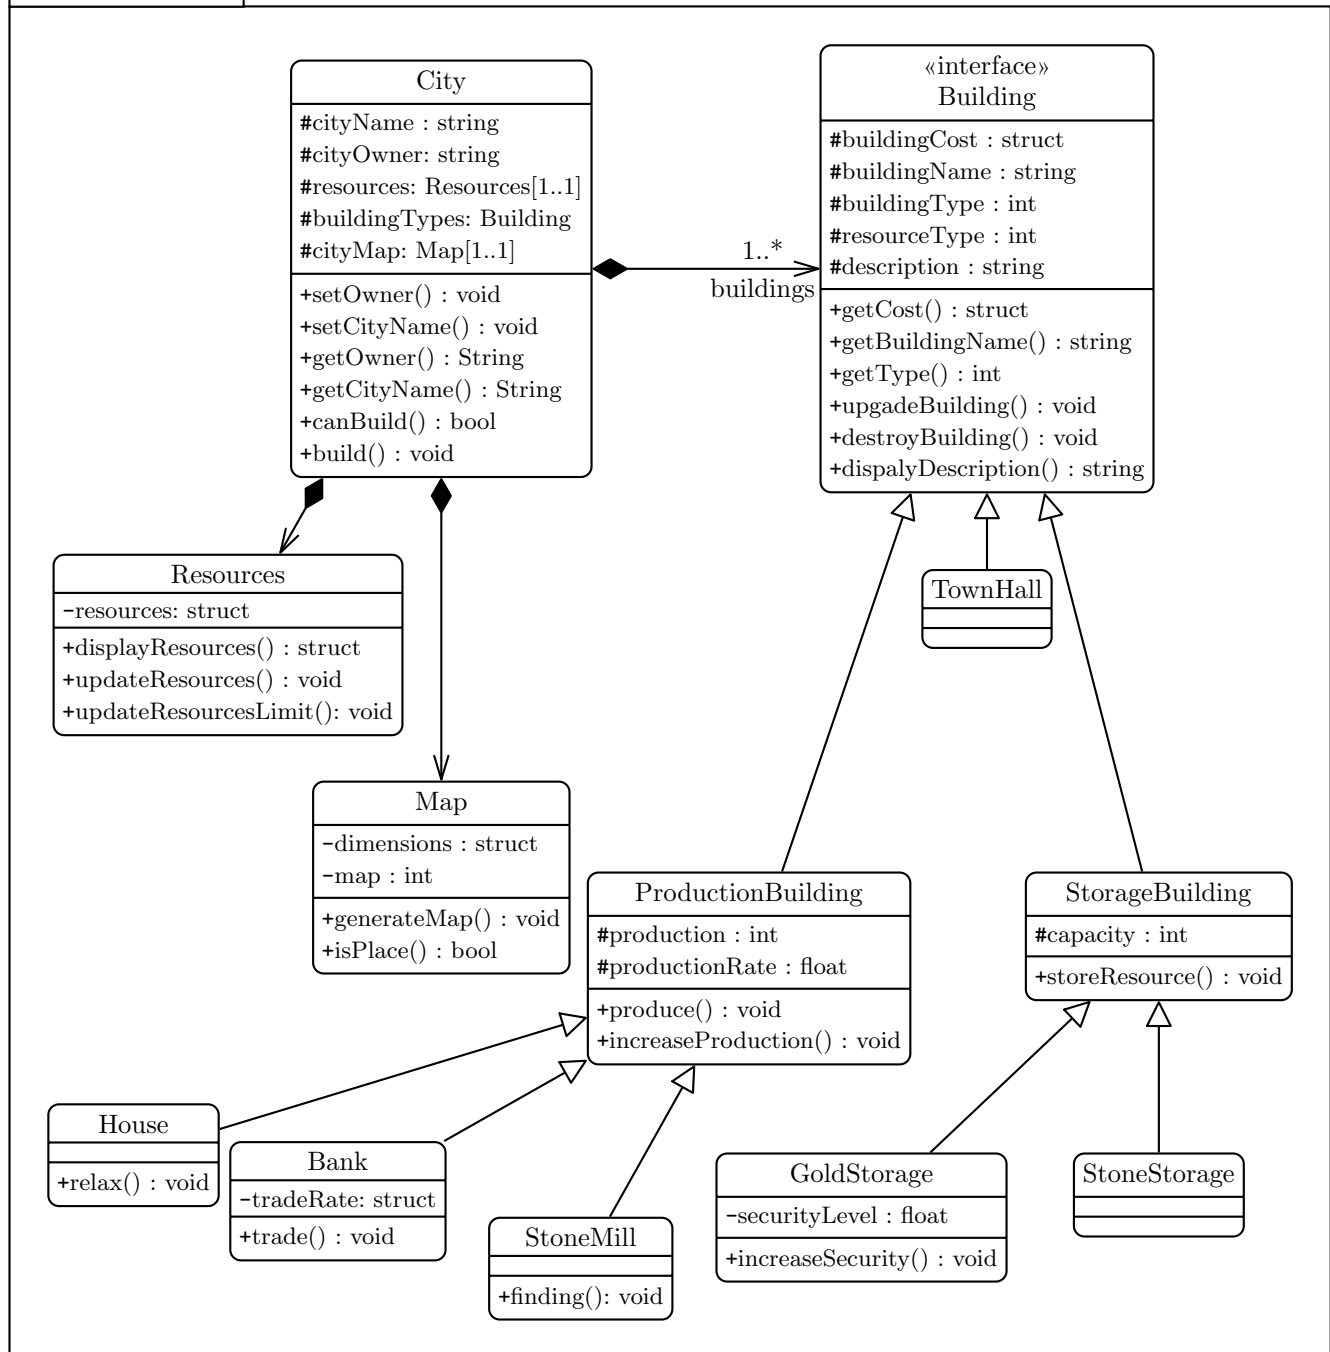 City
#cityName : string
#cityOwner: string
#resources: Resources[1..1]
#buildingTypes: Building
#cityMap: Map[1..1]
+setOwner() : void
+setCityName() : void
+getOwner() : String
+getCityName() : String
+canBuild() : bool
+build() : void
«interface»
Building
#buildingCost : struct
#buildingName : string
#buildingType : int
#resourceType : int
#description : string
+getCost() : struct
+getBuildingName() : string
+getType() : int
+upgadeBuilding() : void
+destroyBuilding() : void
+dispalyDescription() : string
1..*
buildings
Resources
-resources: struct
+displayResources() : struct
+updateResources() : void
+updateResourcesLimit(): void
TownHall
Map
-dimensions : struct
-map : int
+generateMap() : void
+isPlace() : bool
ProductionBuilding
#production : int
#productionRate : float
+produce() : void
+increaseProduction() : void
StorageBuilding
#capacity : int
+storeResource() : void
House
+relax() : void
Bank
-tradeRate: struct
+trade() : void
StoneMill
+finding(): void
GoldStorage
-securityLevel : float
+increaseSecurity() : void
StoneStorage